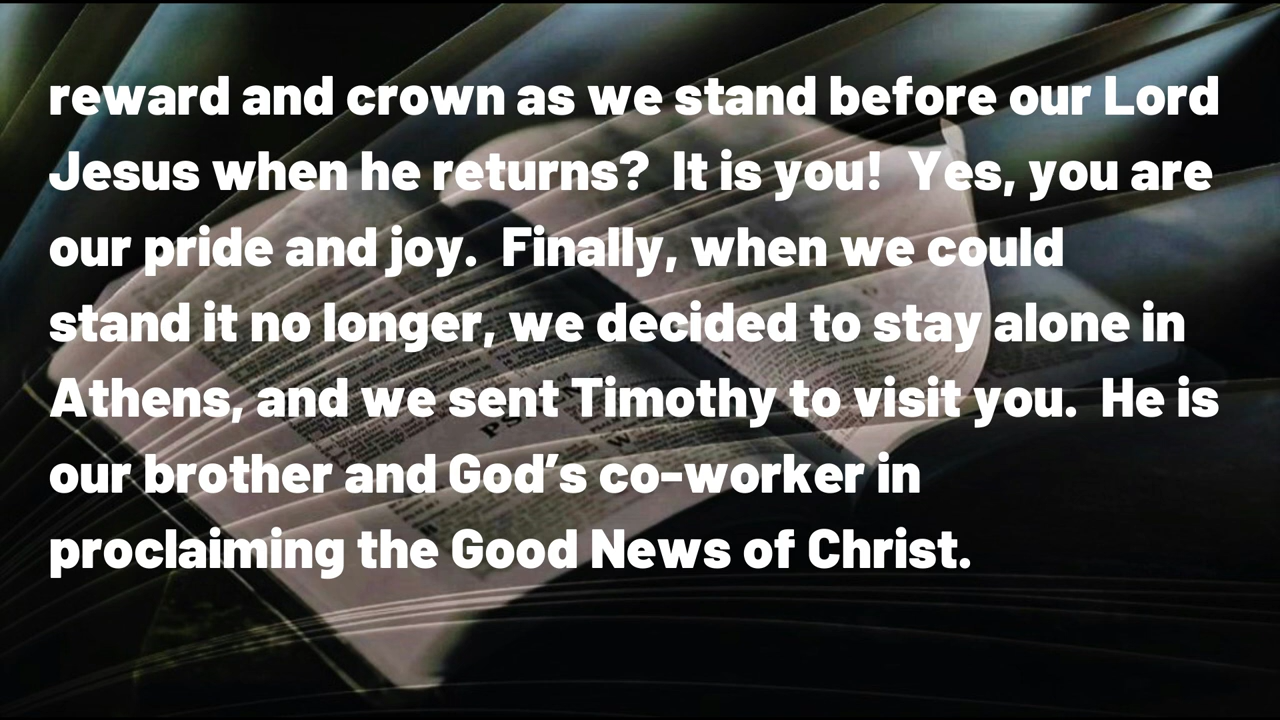 reward and crown as we stand before our Lord
Jesus when he returns?  It is you!  Yes, you are
our pride and joy.  Finally, when we could
stand it no longer, we decided to stay alone in
Athens, and we sent Timothy to visit you.  He is
our brother and God’s co-worker in
proclaiming the Good News of Christ.
PSALMS